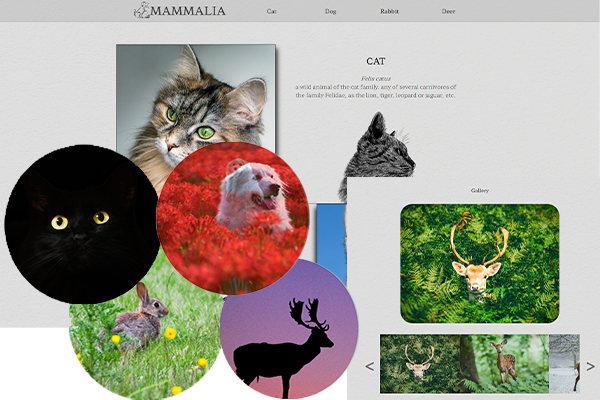 MAMMALIA
Cat Dog Rabbit Deer
CAT
Felis catus
a wild animal of the cat family, any of several carnivores of
the family Felidae, as the lion, tiger, leopard or jaguar, etc.
Gallery
< >